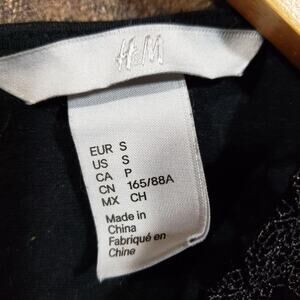 H&M
EUR S
US S
CA P
CN 165/88A
MX CH
Made in
China
Fabriqué en
Chine